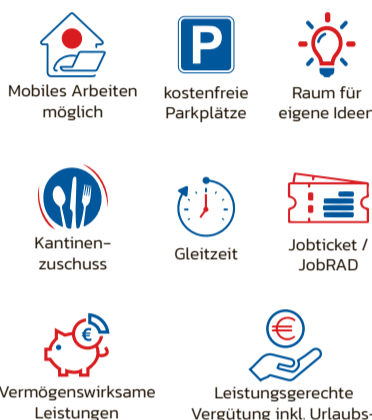 P
Mobiles Arbeiten
möglich
kostenfreie
Parkplätze
Raum für
eigene Ideen
Kantinen-
zuschuss
Gleitzeit
Jobticket /
JobRAD
€
Vermögenswirksame
Leistungen
€
Leistungsgerechte
Vergütung inkl. Urlaubs-